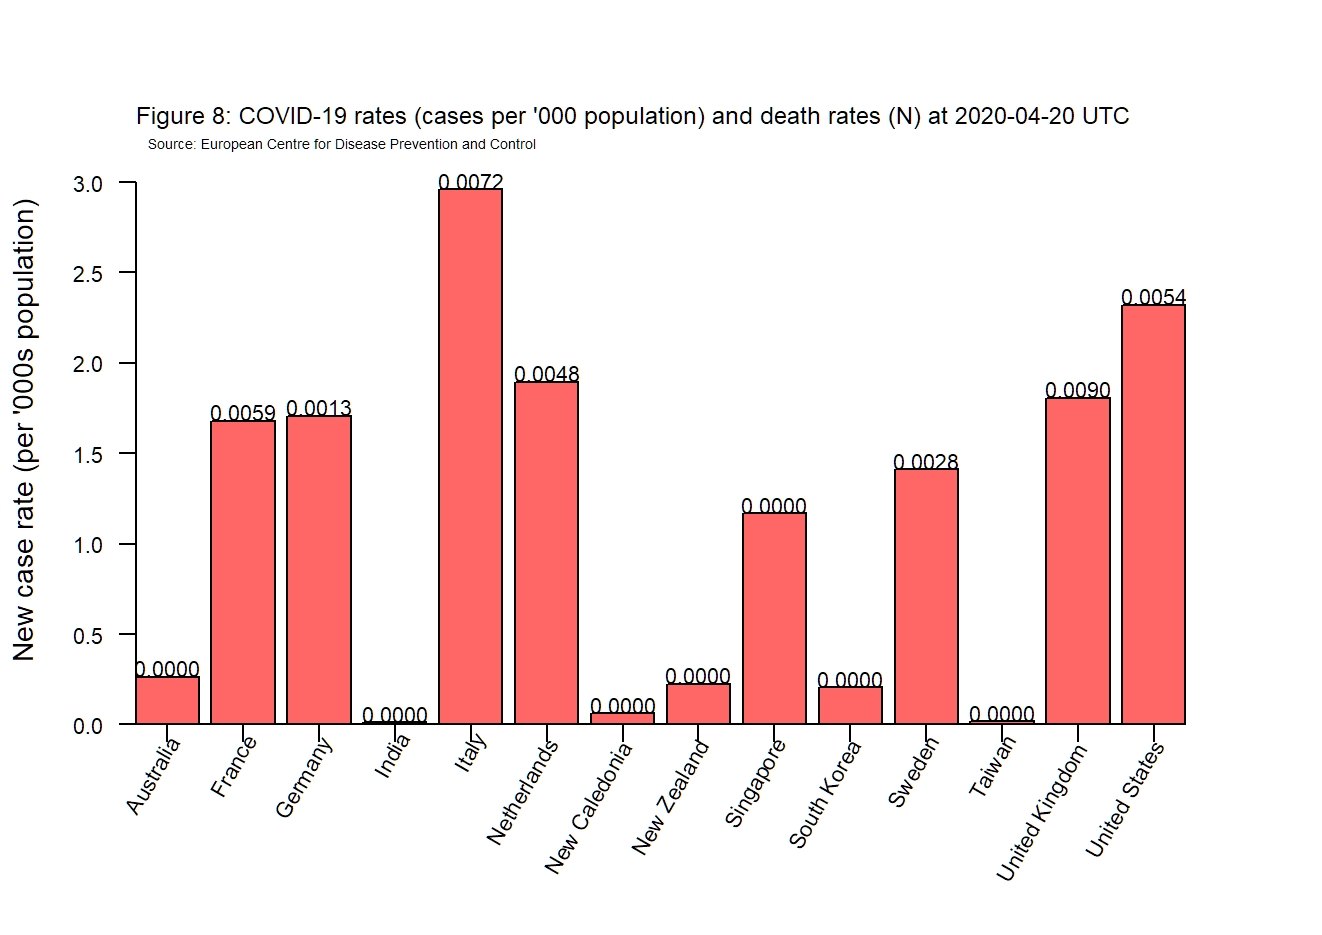 Figure 8: COVID-19 rates (cases per '000 population) and death rates (N) at 2020-04-20 UTC
Source: European Centre for Disease Prevention and Control
New case rate (per '000s population)
3.0
2.5
2.0
1.5
1.0
0.5
0.0
0.0000
0.0059
0.0013
0.0000
0.0072
0.0048
0.0000
0.0000
0.0000
0.0000
0.0028
0.0000
0.0090
0.0054
Australia
France
Germany
India
Italy
Netherlands
New Caledonia
New Zealand
Singapore
South Korea
Sweden
Taiwan
United Kingdom
United States